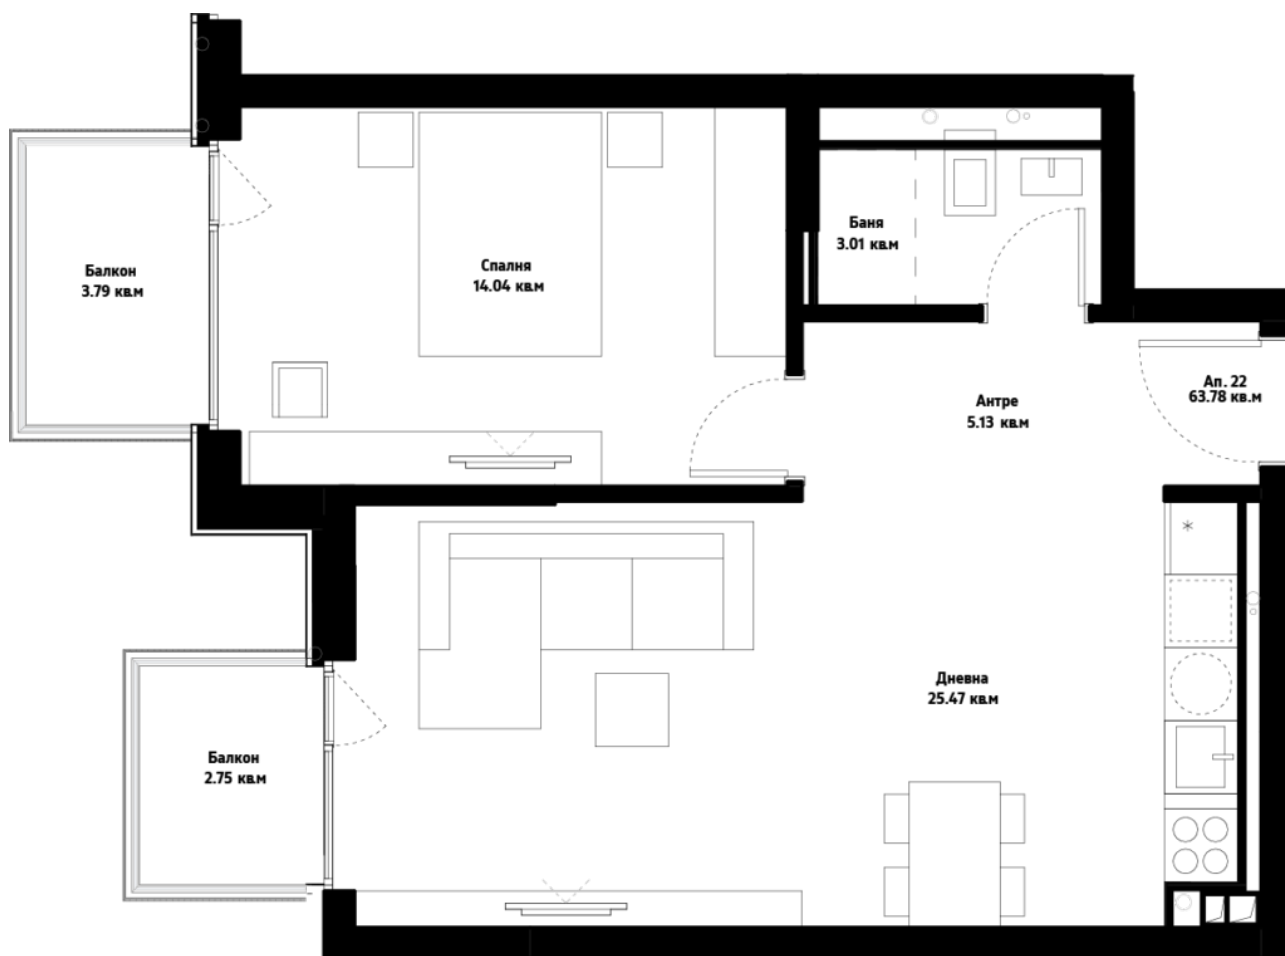 Баня
3.01 кв.м
Спалня
14.04 кв.м
Балкон
3.79 кв.м
Ап. 22
63.78 кв.м
Антре
5.13 кв.м
Дневна
25.47 кв.м
Балкон
2.75 кв.м